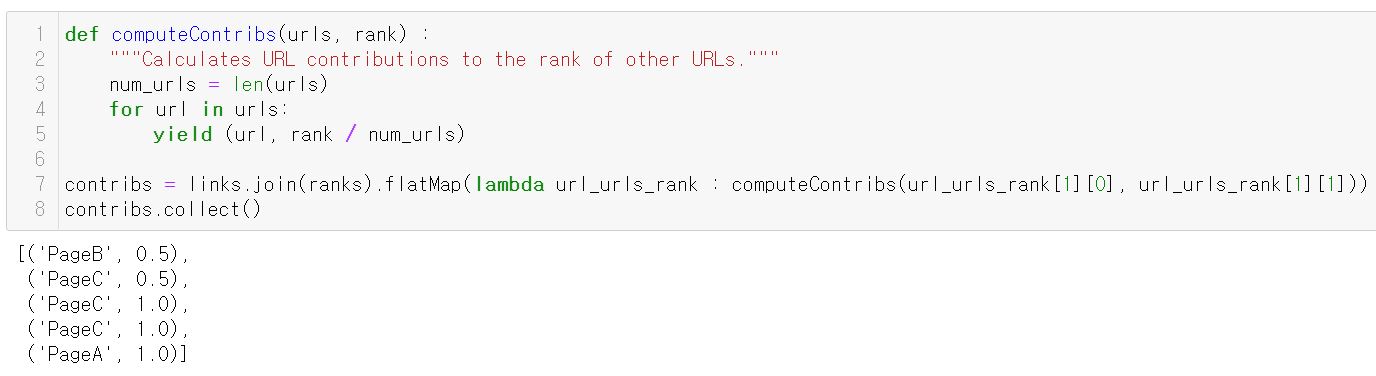 1 def computeContribs(urls, rank) :
2     """Calculates URL contributions to the rank of other URLs."""
3     num_urls = len(urls)
4     for url in urls:
5         yield (url, rank / num_urls)
6
7 contribs = links.join(ranks).flatMap(lambda url_urls_rank : computeContribs(url_urls_rank[1][0], url_urls_rank[1][1]))
8 contribs.collect()
[('PageB', 0.5),
 ('PageC', 0.5),
 ('PageC', 1.0),
 ('PageC', 1.0),
 ('PageA', 1.0)]